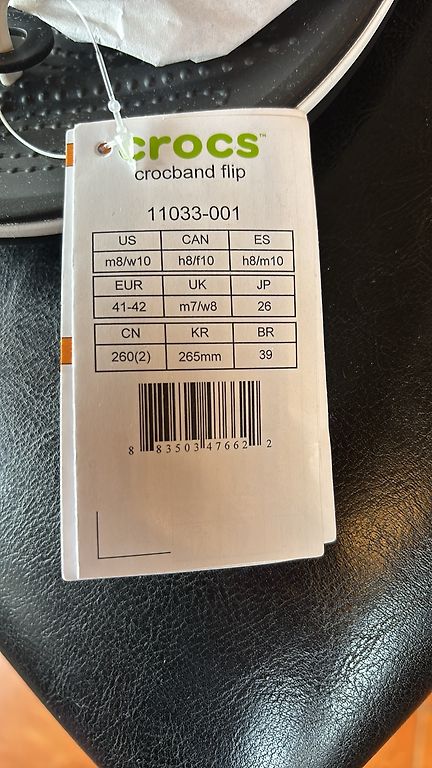 crocs™
crocband flip
11033-001
US CAN ES
m8/w10 h8/f10 h8/m10
EUR UK JP
41-42 m7/w8 26
CN KR BR
260(2) 265mm 39
8 83503 47662 2